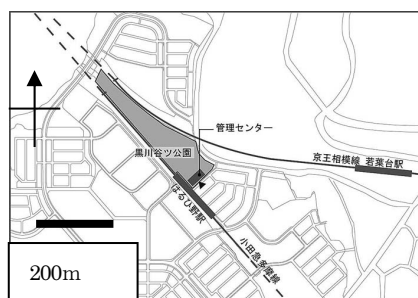 管理センター
黒川谷ツ公園
京王相模線 若葉台駅
はるひ野駅
小田急多摩線
200m